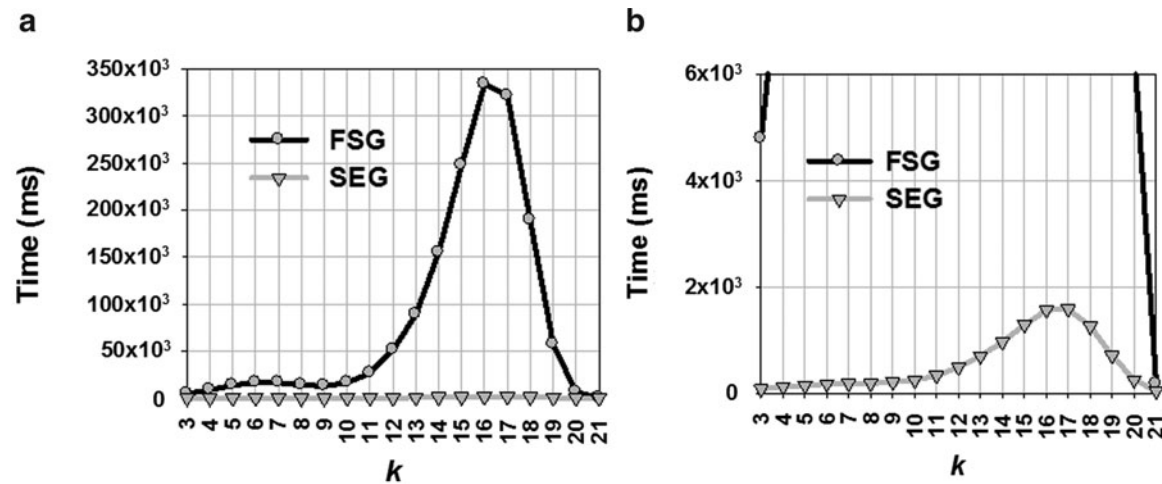 a
350x10³
300x10³
250x10³
200x10³
150x10³
100x10³
50x10³
0
Time (ms)
FSG
SEG
3 4 5 6 7 8 9 10 11 12 13 14 15 16 17 18 19 20 21
k
b
6x10³
4x10³
2x10³
0
Time (ms)
FSG
SEG
3 4 5 6 7 8 9 10 11 12 13 14 15 16 17 18 19 20 21
k